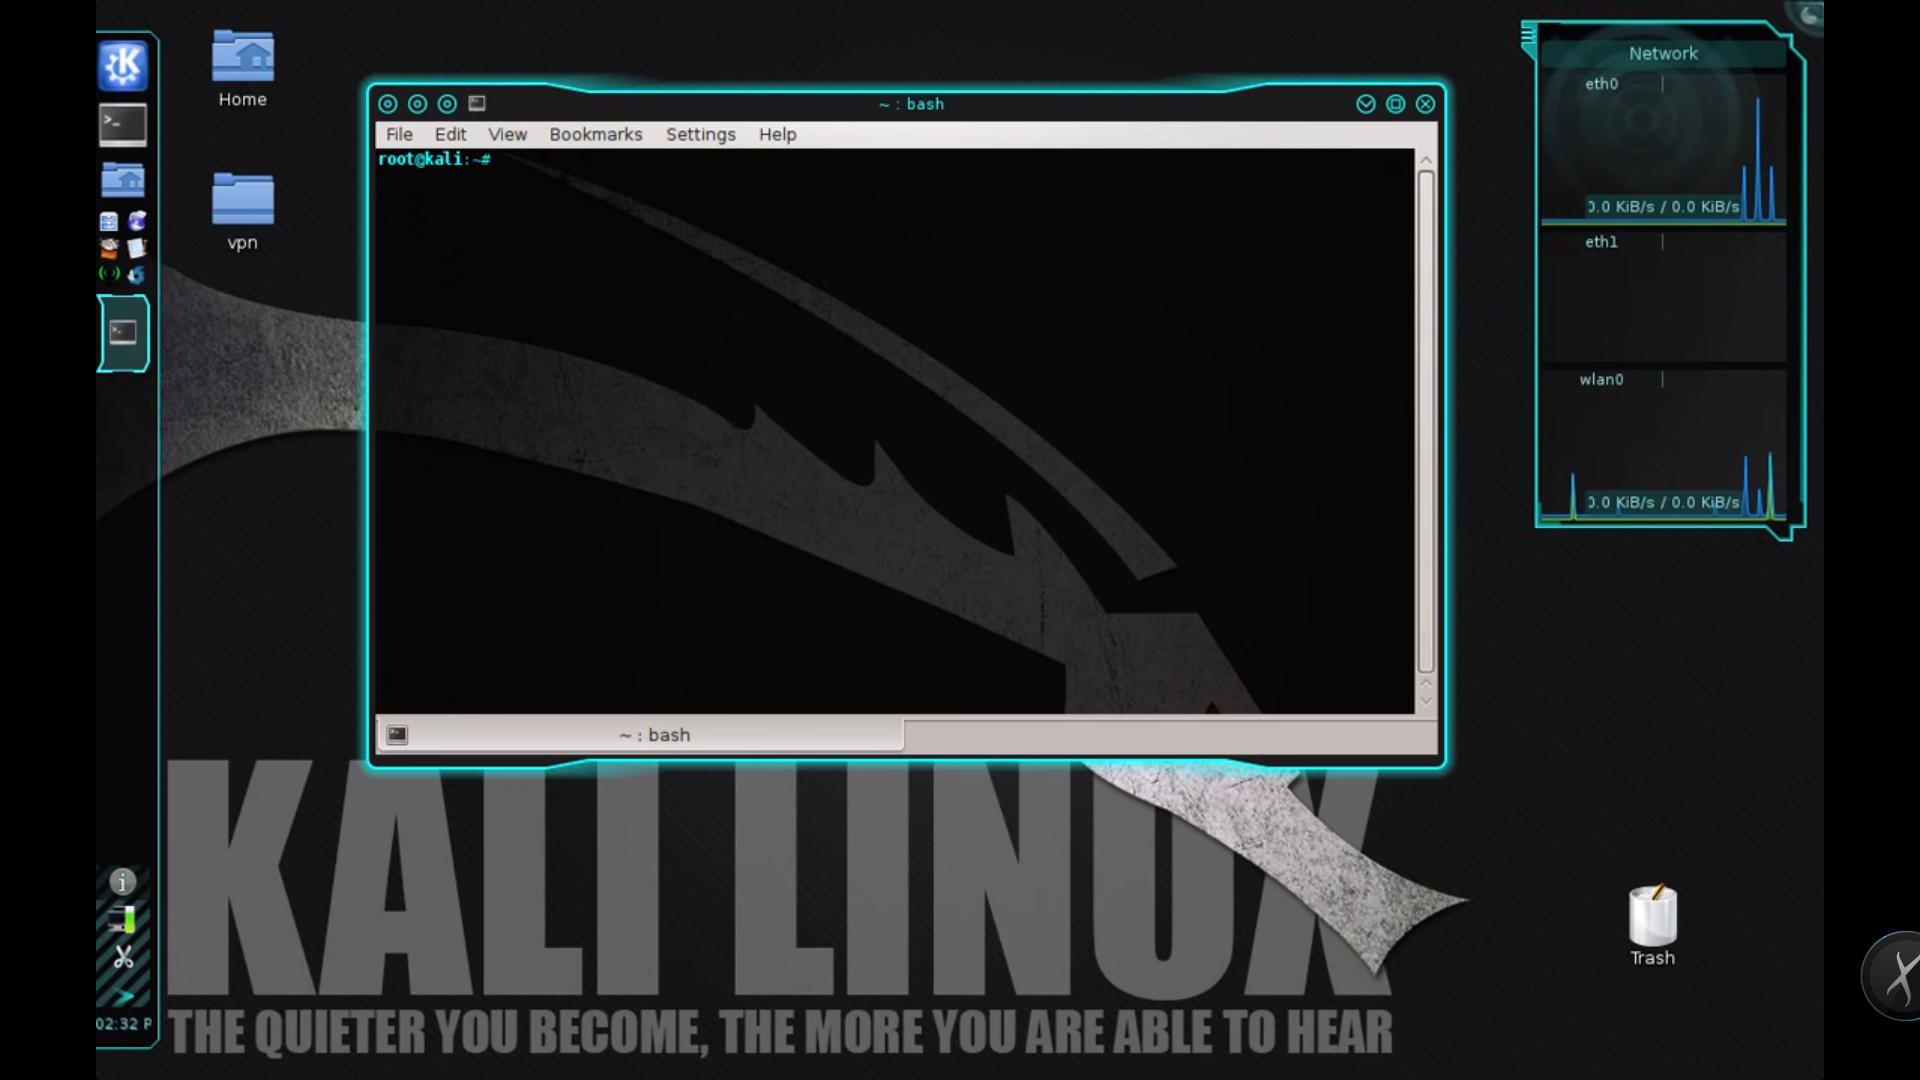 Home
vpn
~ : bash
File Edit View Bookmarks Settings Help
root@kali:~#
~ : bash
Network
eth0
0.0 KiB/s / 0.0 KiB/s
eth1
wlan0
0.0 KiB/s / 0.0 KiB/s
KALI LINUX
THE QUIETER YOU BECOME, THE MORE YOU ARE ABLE TO HEAR
Trash
02:32 P